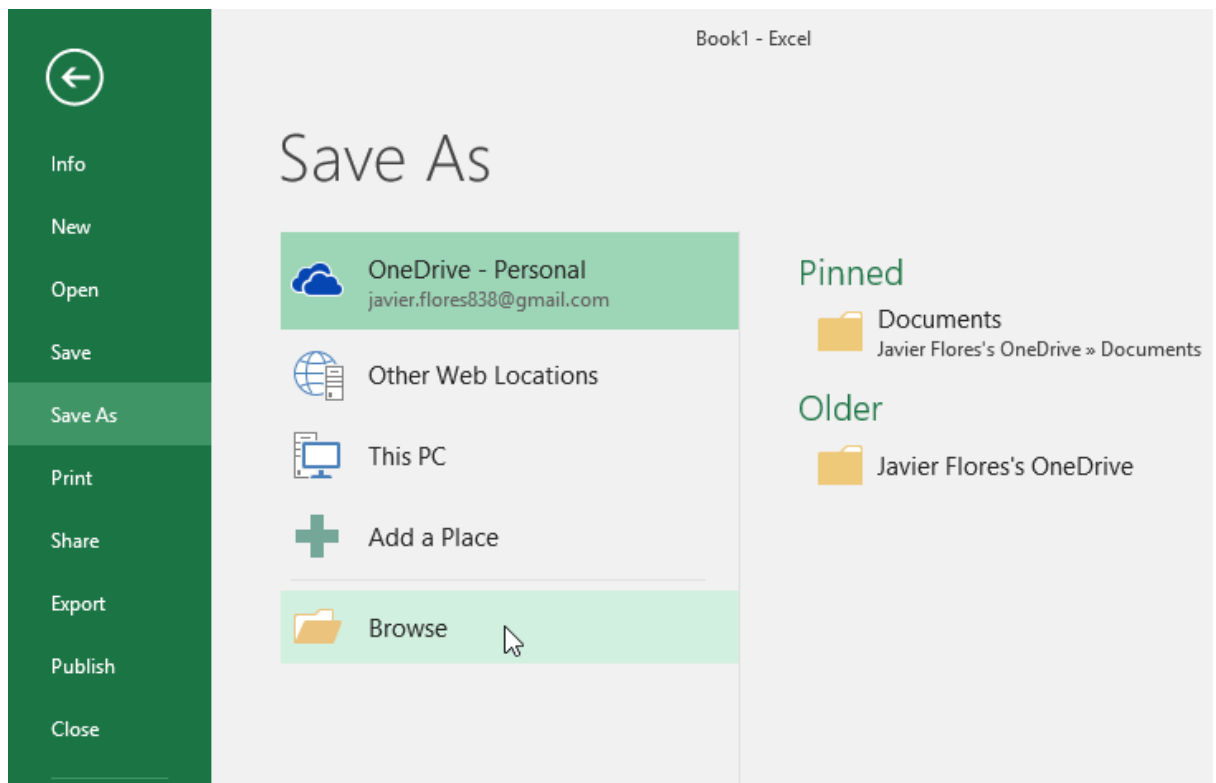 Book1 - Excel
Info
New
Open
Save
Save As
Print
Share
Export
Publish
Close
Save As
OneDrive - Personal
javier.flores838@gmail.com
Other Web Locations
This PC
Add a Place
Browse
Pinned
Documents
Javier Flores's OneDrive » Documents
Older
Javier Flores's OneDrive